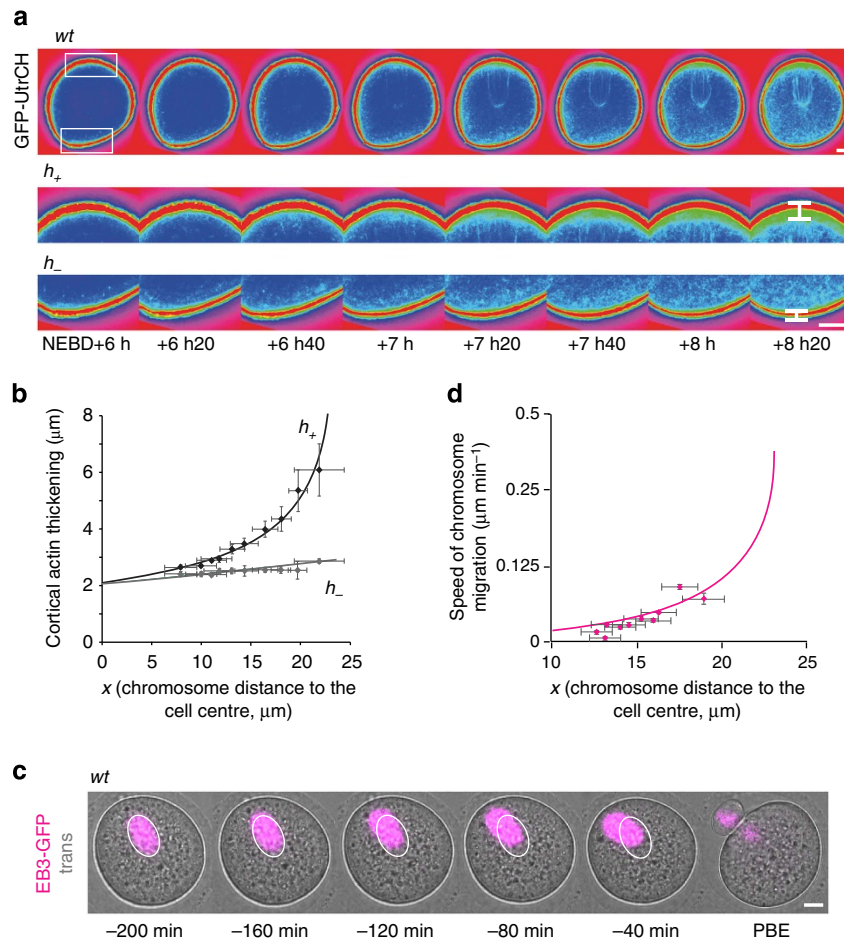 a
wt
GFP-UtrCH
h+
h–
NEBD+6 h +6 h20 +6 h40 +7 h +7 h20 +7 h40 +8 h +8 h20
b
Cortical actin thickening (μm)
8
6
4
2
0
h+
h–
0 5 10 15 20 25
x (chromosome distance to the
cell centre, μm)
d
Speed of chromosome
migration (μm min–1)
0.5
0.25
0.125
0
10 15 20 25
x (chromosome distance to the
cell centre, μm)
c
wt
EB3-GFP
trans
–200 min –160 min –120 min –80 min –40 min PBE